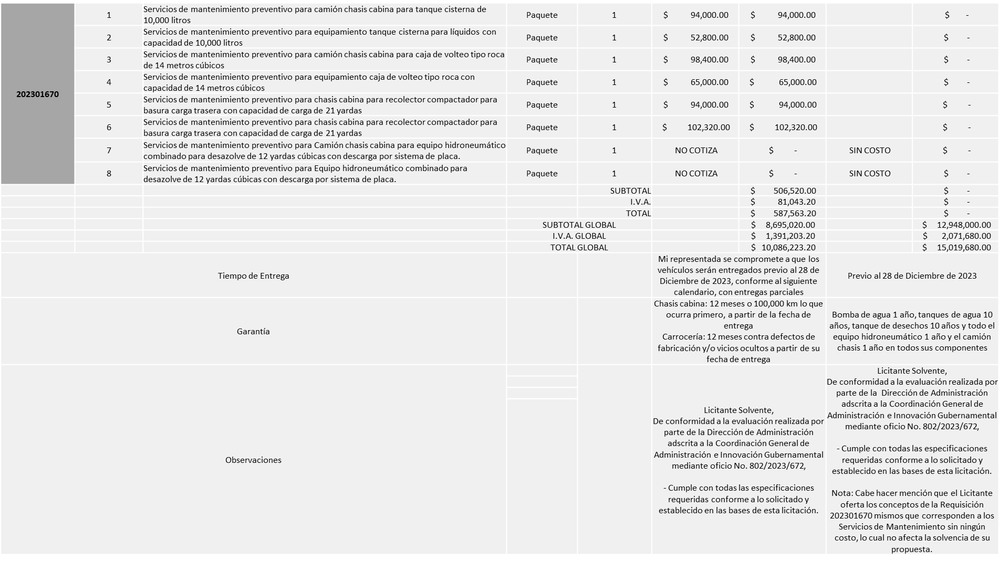 202301670
1
Servicios de mantenimiento preventivo para camión chasis cabina para tanque cisterna de
10,000 litros
Paquete
1
$ 94,000.00
$ 94,000.00
$ -
2
Servicios de mantenimiento preventivo para equipamiento tanque cisterna para líquidos con
capacidad de 10,000 litros
Paquete
1
$ 52,800.00
$ 52,800.00
$ -
3
Servicios de mantenimiento preventivo para camión chasis cabina para caja de volteo tipo roca
de 14 metros cúbicos
Paquete
1
$ 98,400.00
$ 98,400.00
$ -
4
Servicios de mantenimiento preventivo para equipamiento caja de volteo tipo roca con
capacidad de 14 metros cúbicos
Paquete
1
$ 65,000.00
$ 65,000.00
$ -
5
Servicios de mantenimiento preventivo para chasis cabina para recolector compactador para
basura carga trasera con capacidad de carga de 21 yardas
Paquete
1
$ 94,000.00
$ 94,000.00
$ -
6
Servicios de mantenimiento preventivo para chasis cabina para recolector compactador para
basura carga trasera con capacidad de carga de 21 yardas
Paquete
1
$ 102,320.00
$ 102,320.00
$ -
7
Servicios de mantenimiento preventivo para Camión chasis cabina para equipo hidroneumático
combinado para desazolve de 12 yardas cúbicas con descarga por sistema de placa.
Paquete
1
NO COTIZA
$ -
SIN COSTO
$ -
8
Servicios de mantenimiento preventivo para Equipo hidroneumático combinado para
desazolve de 12 yardas cúbicas con descarga por sistema de placa.
Paquete
1
NO COTIZA
$ -
SIN COSTO
$ -
SUBTOTAL
$ 506,520.00
$ -
I.V.A.
$ 81,043.20
$ -
TOTAL
$ 587,563.20
$ -
SUBTOTAL GLOBAL
$ 8,695,020.00
$ 12,948,000.00
I.V.A. GLOBAL
$ 1,391,203.20
$ 2,071,680.00
TOTAL GLOBAL
$ 10,086,223.20
$ 15,019,680.00
Tiempo de Entrega
Mi representada se compromete a que los
vehículos serán entregados previo al 28 de
Diciembre de 2023, conforme al siguiente
calendario, con entregas parciales
Previo al 28 de Diciembre de 2023
Garantía
Chasis cabina: 12 meses o 100,000 km lo que
ocurra primero, a partir de la fecha de
entrega
Carrocería: 12 meses contra defectos de
fabricación y/o vicios ocultos a partir de su
fecha de entrega
Bomba de agua 1 año, tanques de agua 10
años, tanque de desechos 10 años y todo el
equipo hidroneumático 1 año y el camión
chasis 1 año en todos sus componentes
Observaciones
Licitante Solvente,
De conformidad a la evaluación realizada por
parte de la Dirección de Administración
adscrita a la Coordinación General de
Administración e Innovación Gubernamental
mediante oficio No. 802/2023/672,
- Cumple con todas las especificaciones
requeridas conforme a lo solicitado y
establecido en las bases de esta licitación.
Licitante Solvente,
De conformidad a la evaluación realizada por
parte de la Dirección de Administración
adscrita a la Coordinación General de
Administración e Innovación Gubernamental
mediante oficio No. 802/2023/672,
- Cumple con todas las especificaciones
requeridas conforme a lo solicitado y
establecido en las bases de esta licitación.
Nota: Cabe hacer mención que el Licitante
oferta los conceptos de la Requisición
202301670 mismos que corresponden a los
Servicios de Mantenimiento sin ningún
costo, lo cual no afecta la solvencia de su
propuesta.